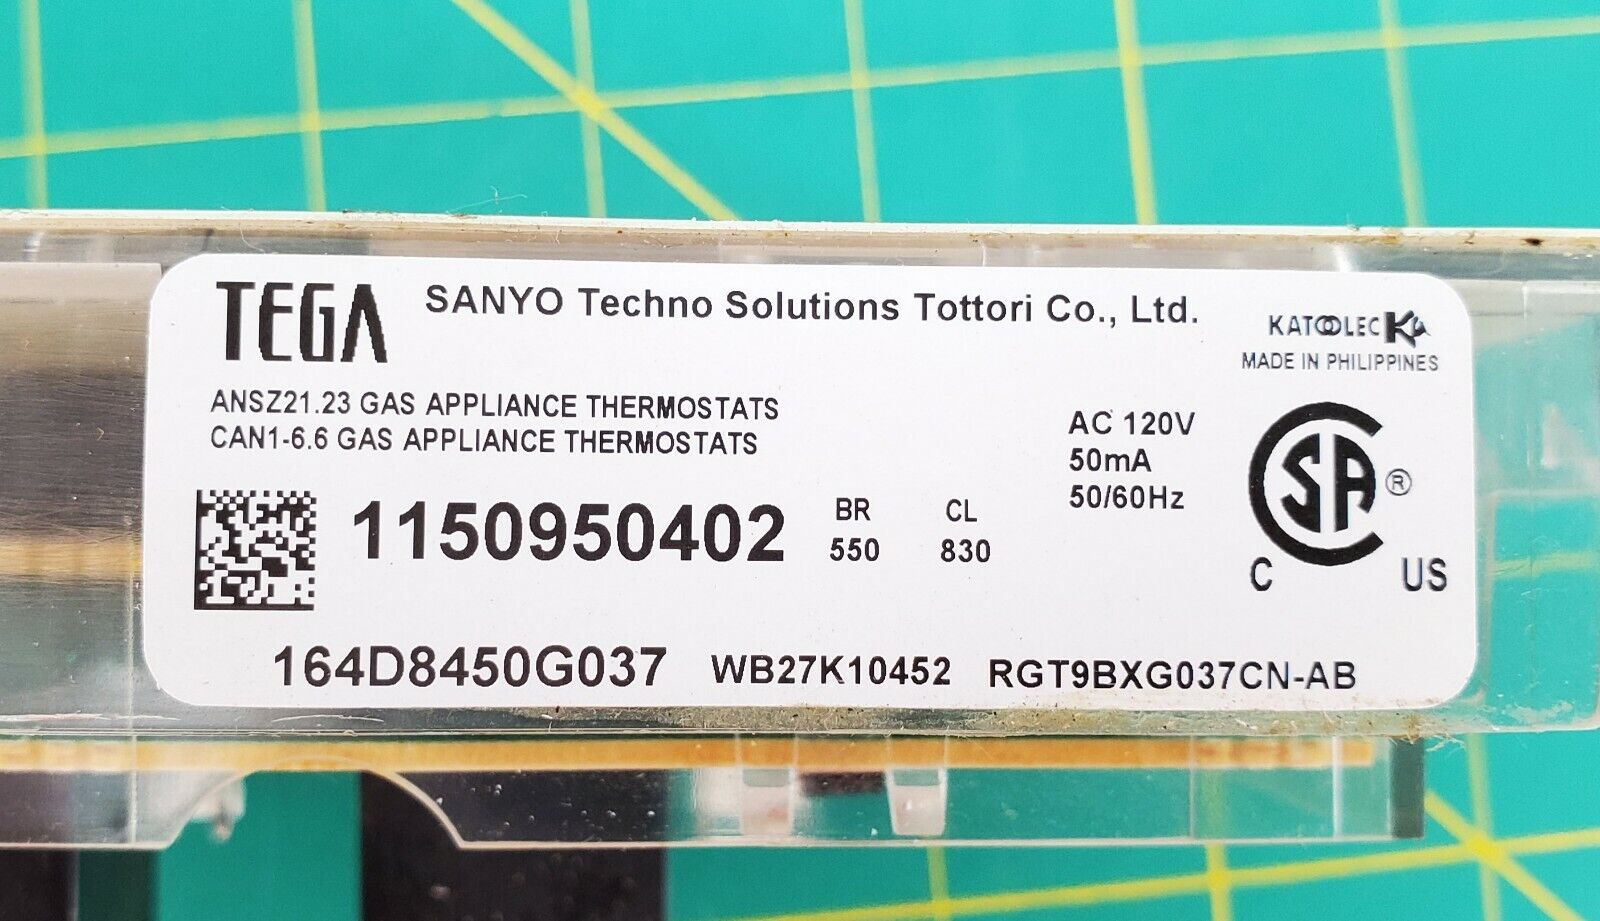 TEGA SANYO Techno Solutions Tottori Co., Ltd.
KATOOLEC
MADE IN PHILIPPINES
ANSZ21.23 GAS APPLIANCE THERMOSTATS
CAN1-6.6 GAS APPLIANCE THERMOSTATS
AC 120V
50mA
50/60Hz
1150950402
BR
550
CL
830
SA ®
C US
164D8450G037 WB27K10452 RGT9BXG037CN-AB